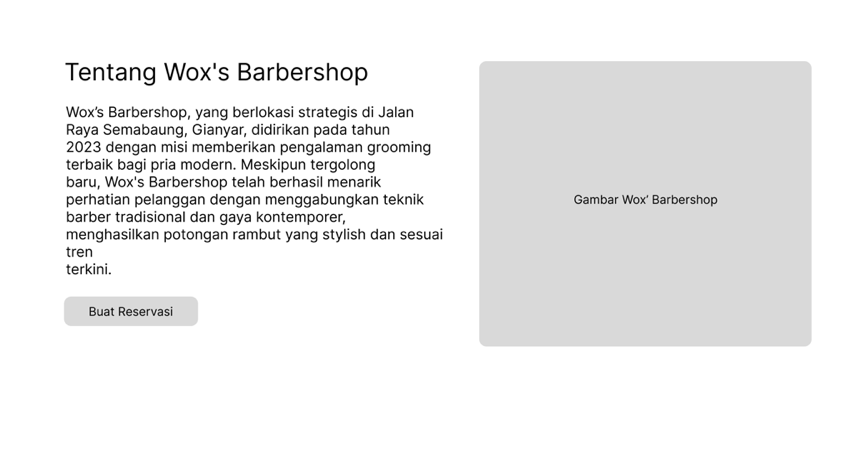 Tentang Wox's Barbershop
Wox’s Barbershop, yang berlokasi strategis di Jalan
Raya Semabaung, Gianyar, didirikan pada tahun
2023 dengan misi memberikan pengalaman grooming
terbaik bagi pria modern. Meskipun tergolong
baru, Wox's Barbershop telah berhasil menarik
perhatian pelanggan dengan menggabungkan teknik
barber tradisional dan gaya kontemporer,
menghasilkan potongan rambut yang stylish dan sesuai
tren
terkini.
Buat Reservasi
Gambar Wox’ Barbershop